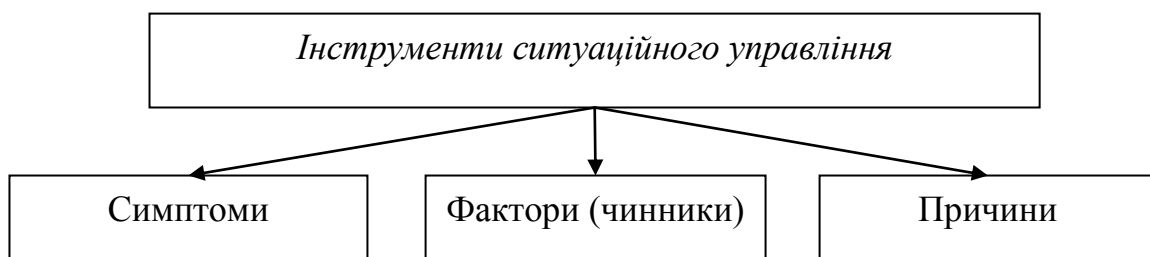 Інструменти ситуаційного управління
Симптоми
Фактори (чинники)
Причини